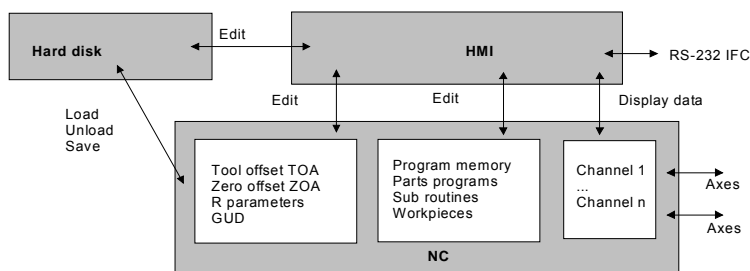 Hard disk
Edit
HMI
RS-232 IFC
Edit
Edit
Display data
Load
Unload
Save
Tool offset TOA
Zero offset ZOA
R parameters
GUD
Program memory
Parts programs
Sub routines
Workpieces
Channel 1
...
Channel n
Axes
Axes
NC